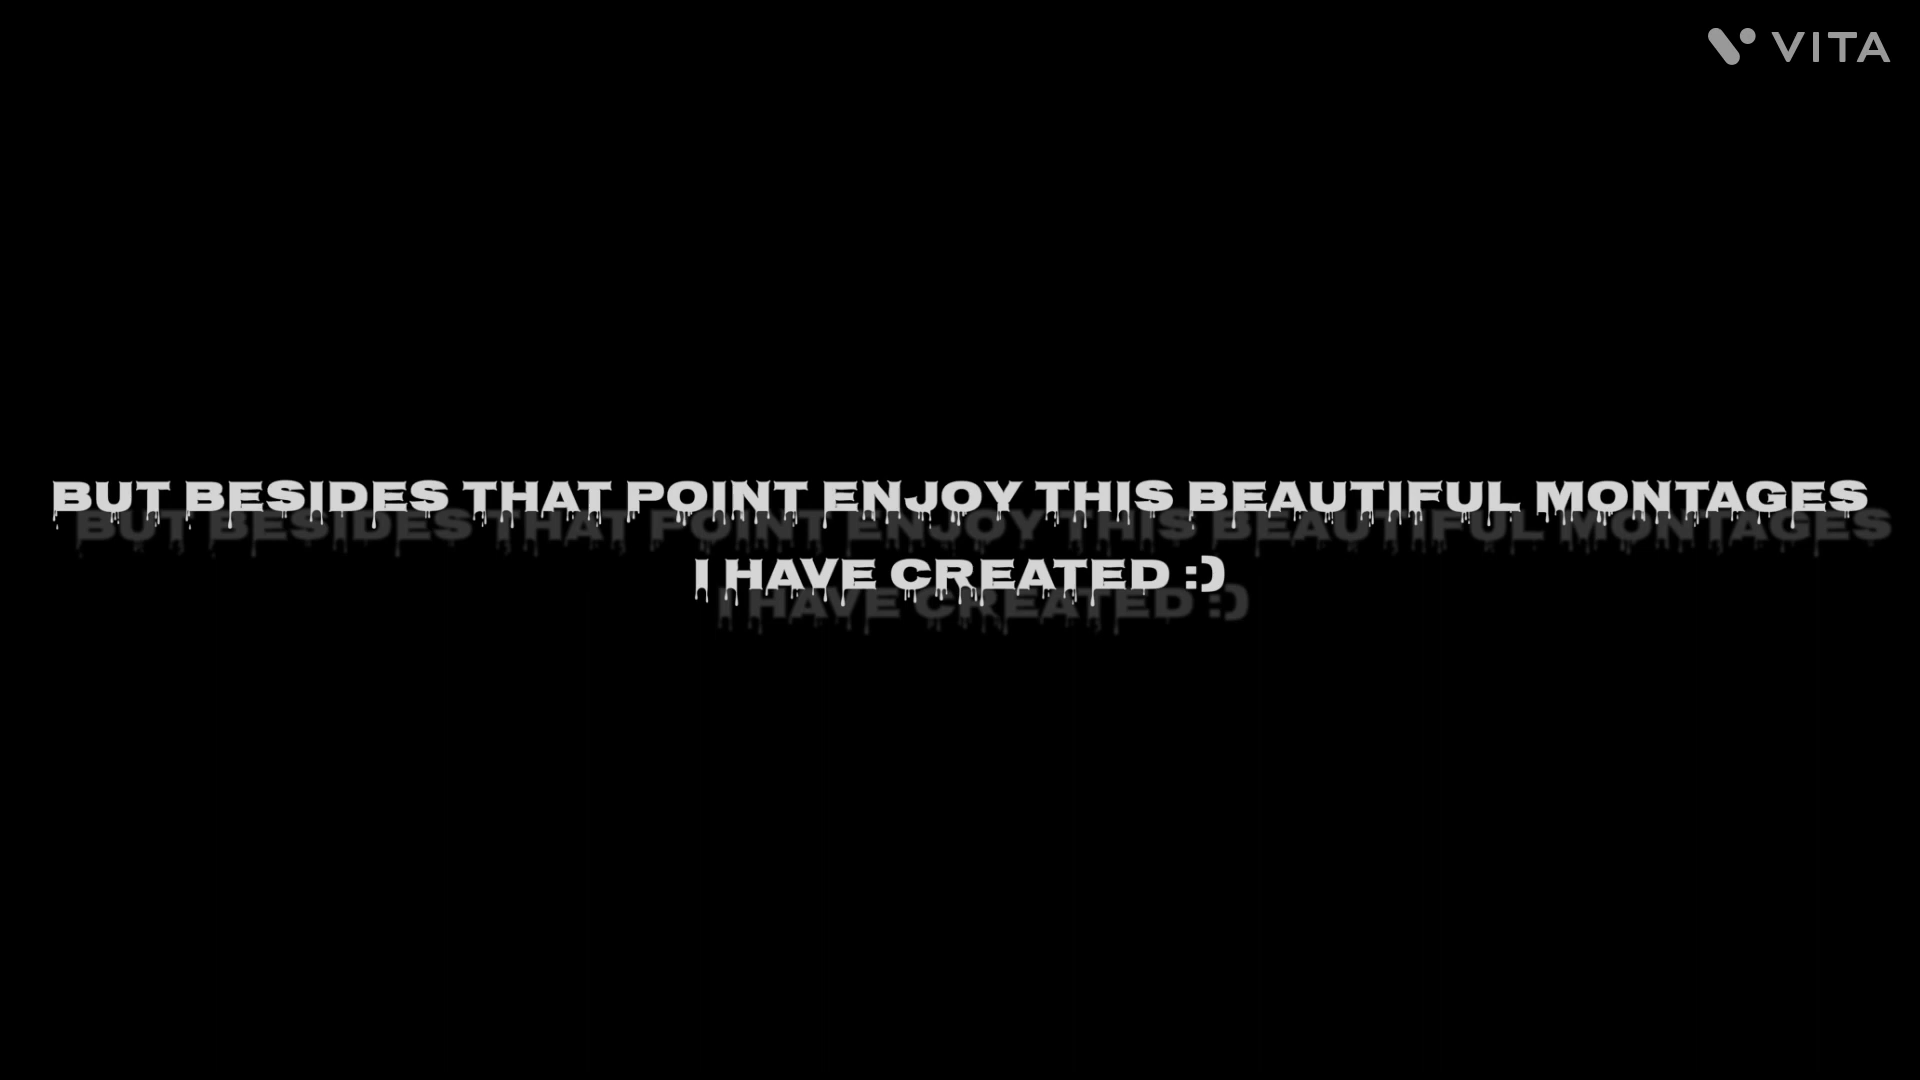 VITA
BUT BESIDES THAT POINT ENJOY THIS BEAUTIFUL MONTAGES
I HAVE CREATED :)